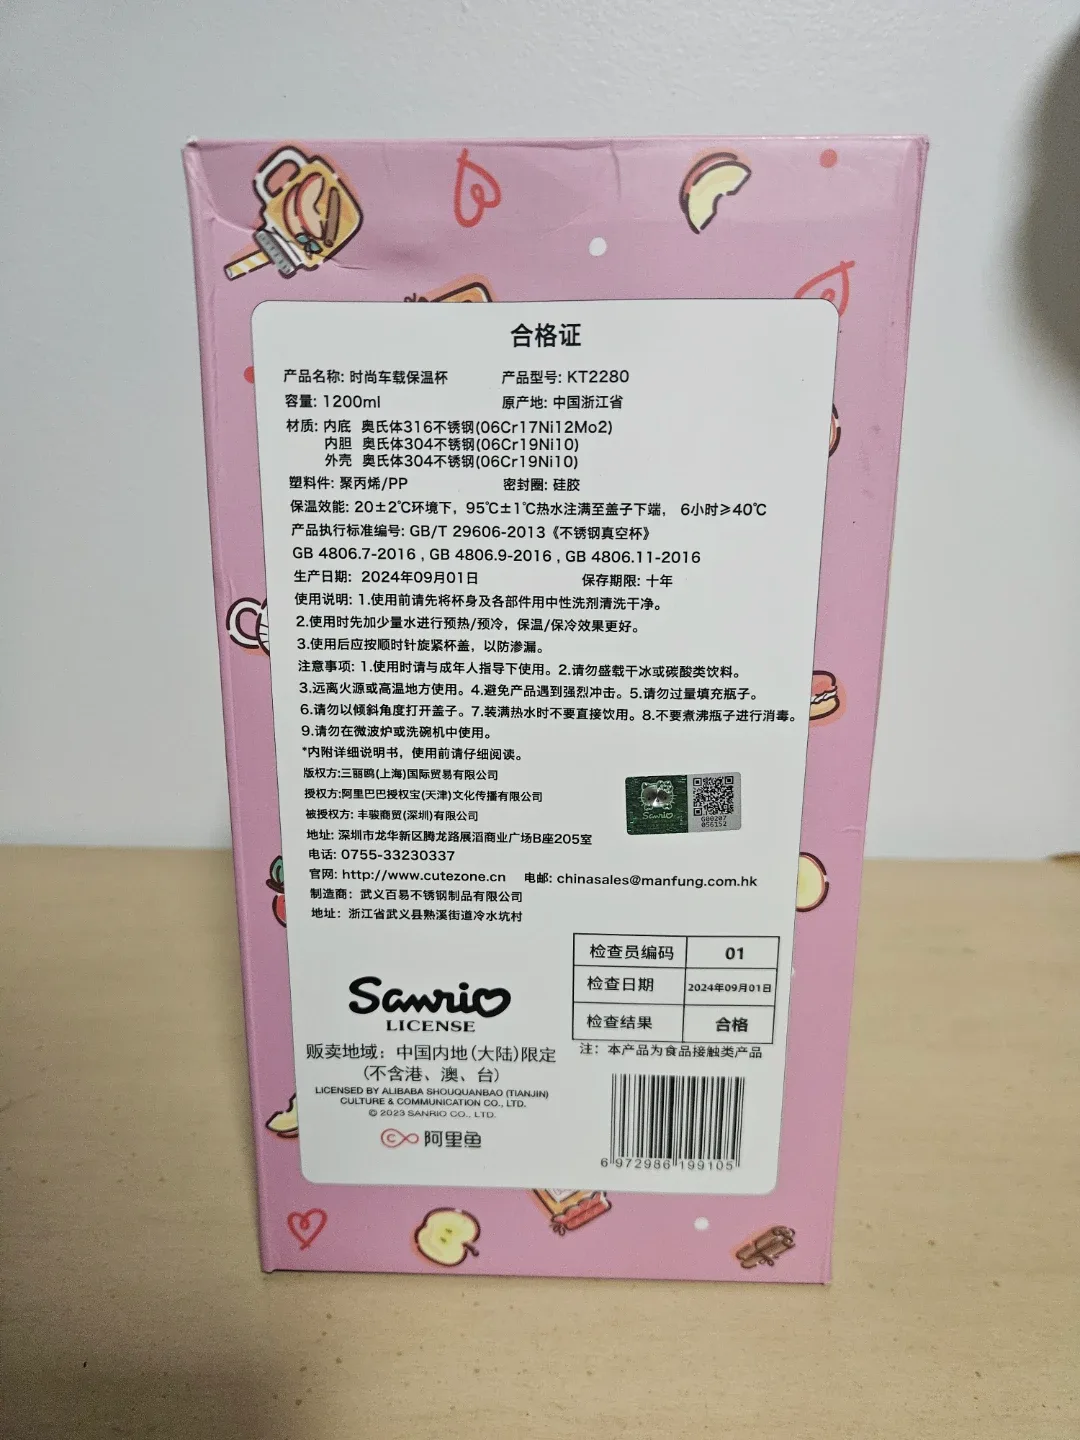 合格证
产品名称: 时尚车载保温杯 产品型号: KT2280
容量: 1200ml 原产地: 中国浙江省
材质: 内底 奥氏体316不锈钢(06Cr17Ni12Mo2)
内胆 奥氏体304不锈钢(06Cr19Ni10)
外壳 奥氏体304不锈钢(06Cr19Ni10)
塑料件: 聚丙烯/PP 密封圈: 硅胶
保温效能: 20±2℃环境下, 95℃±1℃热水注满至盖子下端, 6小时≥40℃
产品执行标准编号: GB/T 29606-2013《不锈钢真空杯》
GB 4806.7-2016 , GB 4806.9-2016 , GB 4806.11-2016
生产日期: 2024年09月01日 保存期限: 十年
使用说明: 1.使用前请先将杯身及各部件用中性洗剂清洗干净。
2.使用时先加少量水进行预热/预冷, 保温/保冷效果更好。
3.使用后应按顺时针旋紧杯盖, 以防渗漏。
注意事项: 1.使用时请与成年人指导下使用。2.请勿盛载干冰或碳酸类饮料。
3.远离火源或高温地方使用。4.避免产品遇到强烈冲击。5.请勿过量填充瓶子。
6.请勿以倾斜角度打开盖子。7.装满热水时不要直接饮用。8.不要煮沸瓶子进行消毒。
9.请勿在微波炉或洗碗机中使用。
*内附详细说明书, 使用前请仔细阅读。
版权方:三丽鸥(上海)国际贸易有限公司
授权方:阿里巴巴授权宝(天津)文化传播有限公司
被授权方: 丰骏商贸(深圳)有限公司
Sanrio
G00207
056152
地址: 深圳市龙华新区腾龙路展滔商业广场B座205室
电话: 0755-33230337
官网: http://www.cutezone.cn 电邮: chinasales@manfung.com.hk
制造商: 武义百易不锈钢制品有限公司
地址: 浙江省武义县熟溪街道冷水坑村
检查员编码 01
检查日期 2024年09月01日
检查结果 合格
注: 本产品为食品接触类产品
Sanrio
LICENSE
贩卖地域: 中国内地(大陆)限定
(不含港、澳、台)
LICENSED BY ALIBABA SHOUQUANBAO (TIANJIN)
CULTURE & COMMUNICATION CO., LTD.
© 2023 SANRIO CO., LTD.
阿里鱼
6 972986 199105